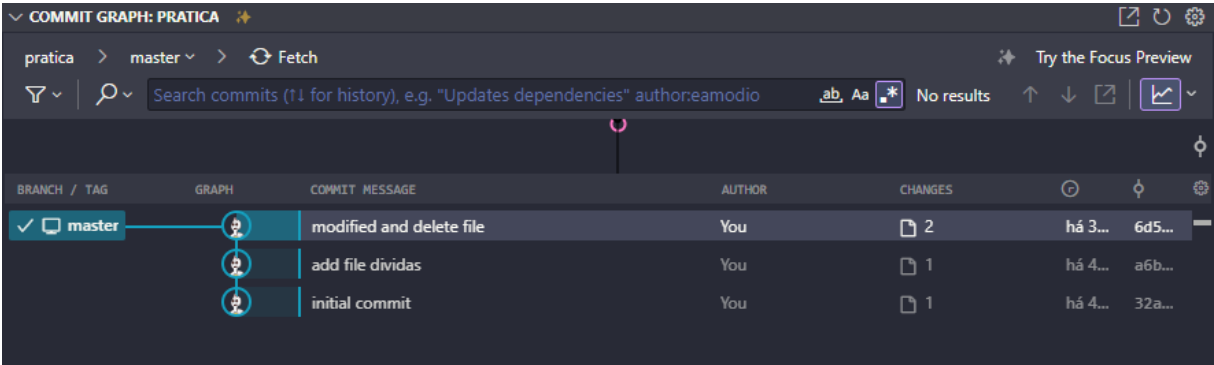 COMMIT GRAPH: PRATICA
pratica > master > Fetch Try the Focus Preview
Search commits (↑↓ for history), e.g. "Updates dependencies" author:eamodio ab Aa .* No results
BRANCH / TAG GRAPH COMMIT MESSAGE AUTHOR CHANGES
master modified and delete file You 2 há 3... 6d5...
add file dividas You 1 há 4... a6b...
initial commit You 1 há 4... 32a...